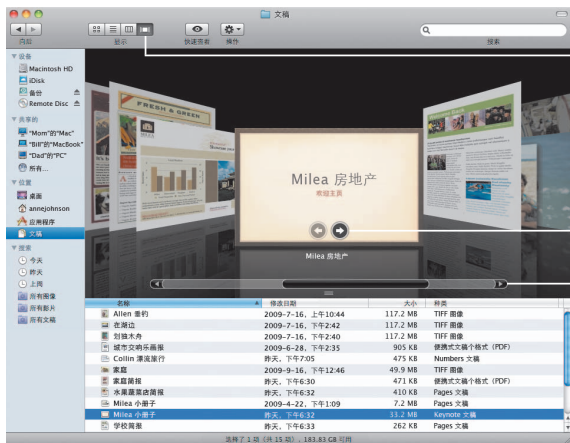 文稿
向后
显示
快速查看
操作
搜索
设备
Macintosh HD
iDisk
备份
Remote Disc
共享的
“Mom”的“Mac”
“Bill”的“MacBook”
“Dad”的“PC”
所有...
位置
桌面
annejohnson
应用程序
文稿
搜索
今天
昨天
上周
所有图像
所有影片
所有文稿
FRESH & GREEN
Milea 房地产
欢迎主页
Milea 房地产
名称 修改日期 大小 种类
Allen 垂钓 2009-7-16, 上午10:44 117.2 MB TIFF 图像
在湖边 2009-7-16, 下午2:42 117.2 MB TIFF 图像
划独木舟 2009-7-16, 下午2:40 117.2 MB TIFF 图像
城市交响乐画报 2009-6-28, 下午2:35 905 KB 便携式文稿个格式 (PDF)
Collin 漂流旅行 昨天, 下午7:05 475 KB Numbers 文稿
家庭 2009-9-16, 下午12:46 49.9 MB TIFF 图像
家庭简报 昨天, 下午6:30 471 KB 便携式文稿个格式 (PDF)
水果蔬菜店简报 昨天, 下午6:32 410 KB Pages 文稿
Milea 小册子 2009-4-22, 下午1:09 7.2 MB Pages 文稿
Milea 小册子 昨天, 下午6:32 33.2 MB Keynote 文稿
学校简报 昨天, 下午6:33 262 KB Pages 文稿
选择了 1 项 (共 15 项), 183.83 GB 可用